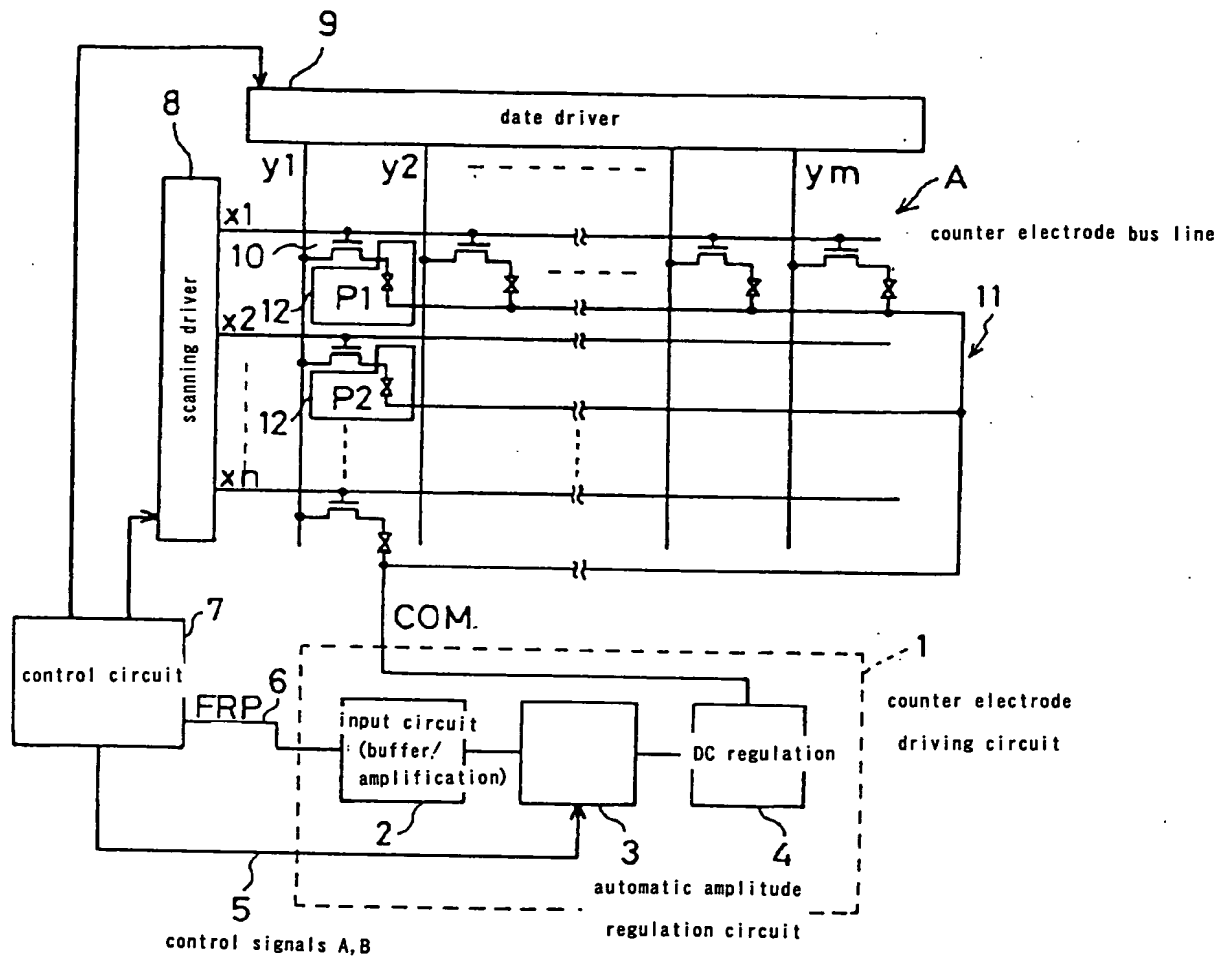 9
date driver
8
y1
y2
ym
A
x1
counter electrode bus line
10
P1
12
x2
11
scanning driver
P2
12
xn
COM.
7
1
control circuit
counter electrode
driving circuit
6
FRP
input circuit
(buffer/
amplification)
DC regulation
2
3
4
automatic amplitude
regulation circuit
5
control signals A,B